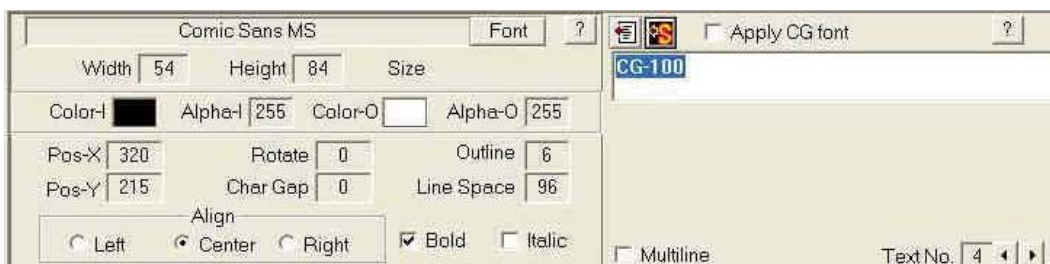 Comic Sans MS Font ? Apply CG font ?
Width 54 Height 84 Size CG-100
Color-I Alpha-I 255 Color-O Alpha-O 255
Pos-X 320 Rotate 0 Outline 6
Pos-Y 215 Char Gap 0 Line Space 96
Align
Left Center Right Bold Italic Multiline Text No. 4